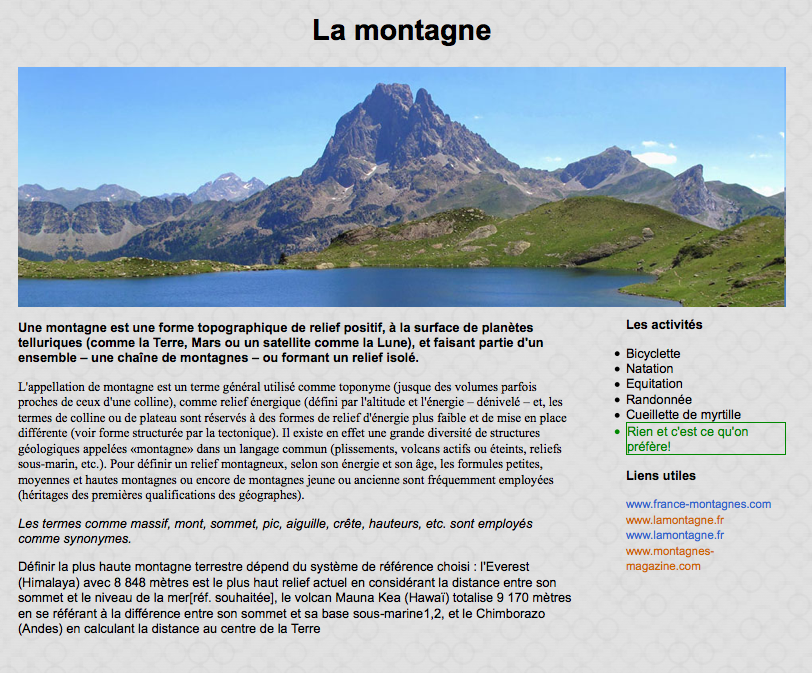 La montagne
Une montagne est une forme topographique de relief positif, à la surface de planètes
telluriques (comme la Terre, Mars ou un satellite comme la Lune), et faisant partie d'un
ensemble – une chaîne de montagnes – ou formant un relief isolé.
L'appellation de montagne est un terme général utilisé comme toponyme (jusque des volumes parfois
proches de ceux d'une colline), comme relief énergique (défini par l'altitude et l'énergie – dénivelé – et, les
termes de colline ou de plateau sont réservés à des formes de relief d'énergie plus faible et de mise en place
différente (voir forme structurée par la tectonique). Il existe en effet une grande diversité de structures
géologiques appelées «montagne» dans un langage commun (plissements, volcans actifs ou éteints, reliefs
sous-marin, etc.). Pour définir un relief montagneux, selon son énergie et son âge, les formules petites,
moyennes et hautes montagnes ou encore de montagnes jeune ou ancienne sont fréquemment employées
(héritages des premières qualifications des géographes).
Les termes comme massif, mont, sommet, pic, aiguille, crête, hauteurs, etc. sont employés
comme synonymes.
Définir la plus haute montagne terrestre dépend du système de référence choisi : l'Everest
(Himalaya) avec 8 848 mètres est le plus haut relief actuel en considérant la distance entre son
sommet et le niveau de la mer[réf. souhaitée], le volcan Mauna Kea (Hawaï) totalise 9 170 mètres
en se référant à la différence entre son sommet et sa base sous-marine1,2, et le Chimborazo
(Andes) en calculant la distance au centre de la Terre
Les activités
Bicyclette
Natation
Equitation
Randonnée
Cueillette de myrtille
Rien et c'est ce qu'on
préfère!
Liens utiles
www.france-montagnes.com
www.lamontagne.fr
www.lamontagne.fr
www.montagnes-
magazine.com